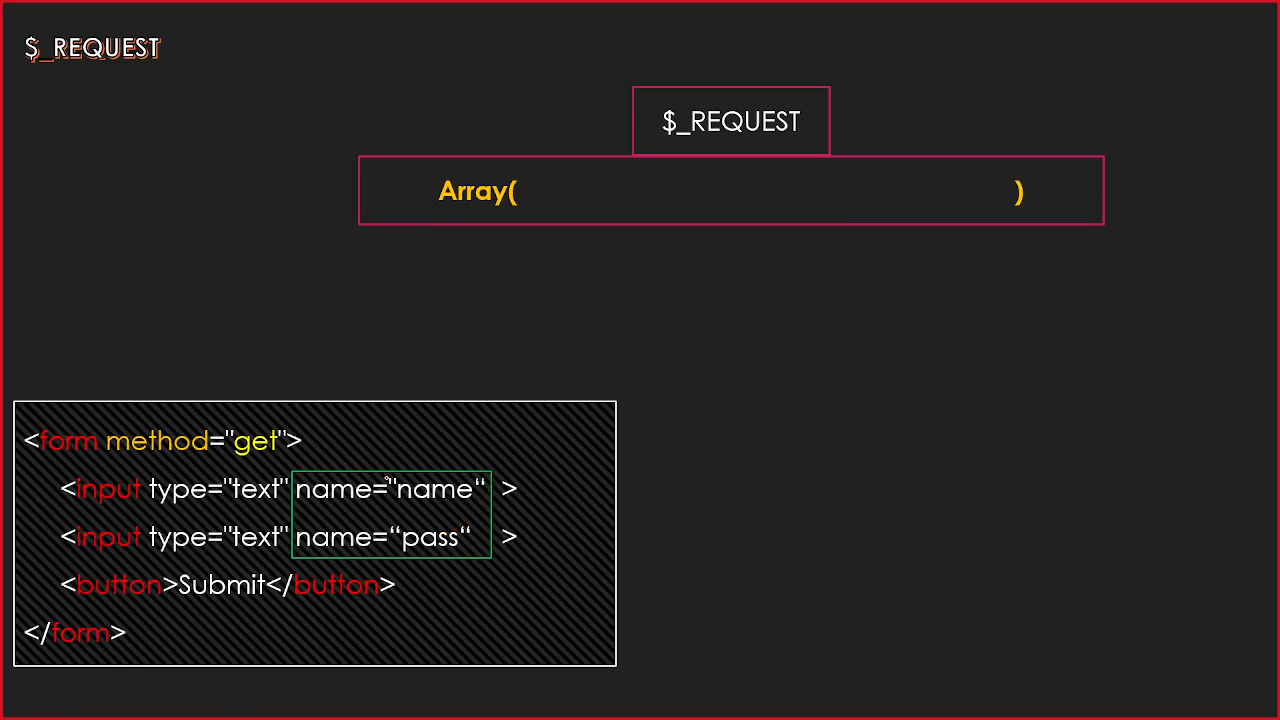 $_REQUEST
$_REQUEST
Array( )
<form method="get">
<input type="text" name="name“ >
<input type="text" name=“pass“ >
<button>Submit</button>
</form>